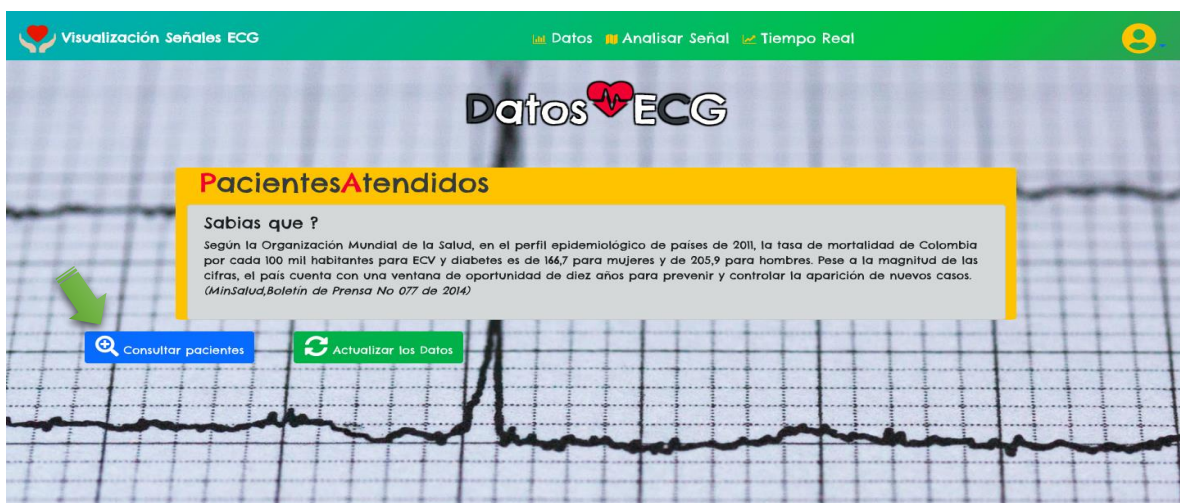 Visualización Señales ECG
Datos Analisar Señal Tiempo Real
Datos ECG
PacientesAtendidos
Sabias que ?
Según la Organización Mundial de la Salud, en el perfil epidemiológico de países de 2011, la tasa de mortalidad de Colombia
por cada 100 mil habitantes para ECV y diabetes es de 166,7 para mujeres y de 205,9 para hombres. Pese a la magnitud de las
cifras, el país cuenta con una ventana de oportunidad de diez años para prevenir y controlar la aparición de nuevos casos.
(MinSalud,Boletín de Prensa No 077 de 2014)
Consultar pacientes
Actualizar los Datos